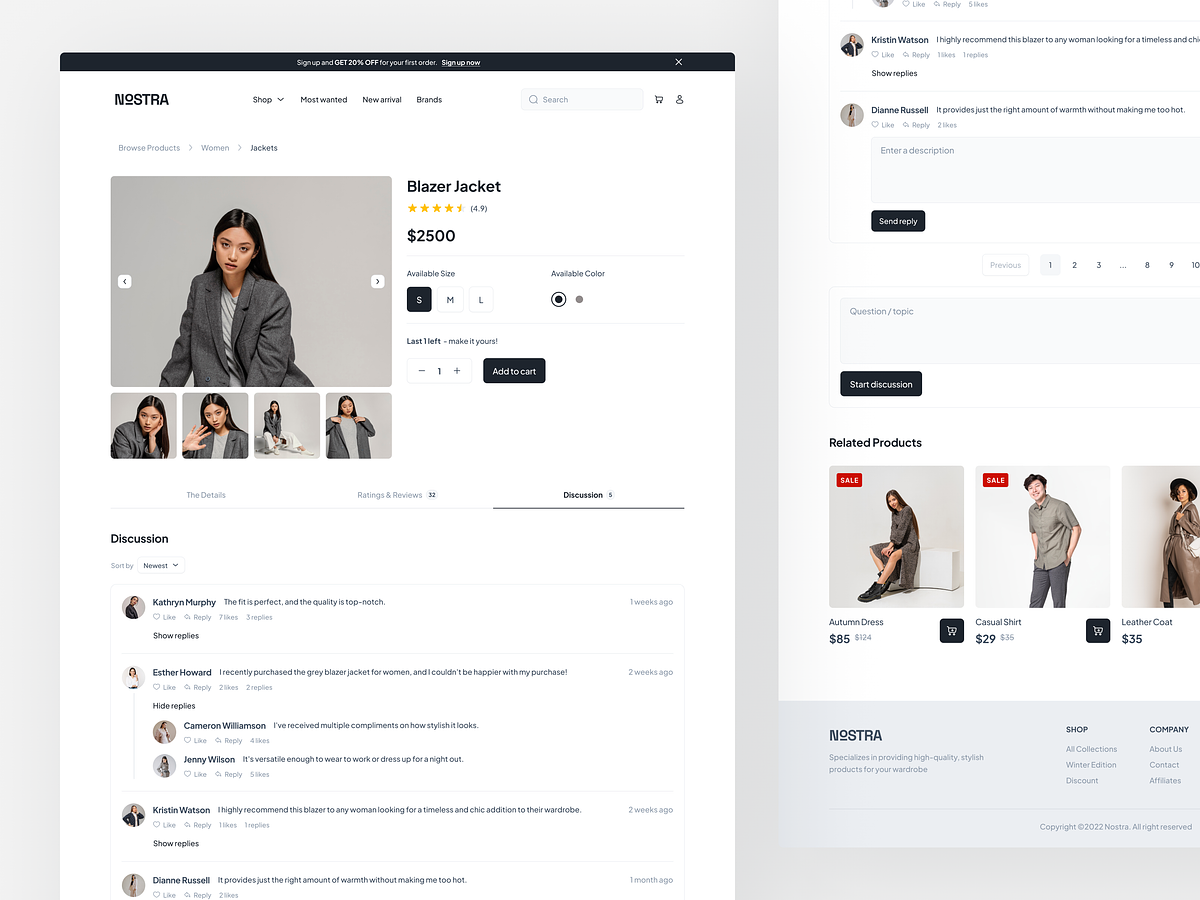 Sign up and GET 20% OFF for your first order. Sign up now
NOSTRA
Shop Most wanted New arrival Brands
Search
Browse Products Women Jackets
Blazer Jacket
(4.9)
$2500
Available Size Available Color
S M L
Last 1 left - make it yours!
1 Add to cart
The Details Ratings & Reviews 32 Discussion 5
Discussion
Sort by Newest
Kathryn Murphy The fit is perfect, and the quality is top-notch. 1 weeks ago
Like Reply 7 likes 3 replies
Show replies
Esther Howard I recently purchased the grey blazer jacket for women, and I couldn't be happier with my purchase! 2 weeks ago
Like Reply 2 likes 2 replies
Hide replies
Cameron Williamson I've received multiple compliments on how stylish it looks.
Like Reply 4 likes
Jenny Wilson It's versatile enough to wear to work or dress up for a night out.
Like Reply 5 likes
Kristin Watson I highly recommend this blazer to any woman looking for a timeless and chic addition to their wardrobe. 2 weeks ago
Like Reply 1 likes 1 replies
Show replies
Dianne Russell It provides just the right amount of warmth without making me too hot. 1 month ago
Like Reply 2 likes
Like Reply 5 likes
Kristin Watson I highly recommend this blazer to any woman looking for a timeless and chic
Like Reply 1 likes 1 replies
Show replies
Dianne Russell It provides just the right amount of warmth without making me too hot.
Like Reply 2 likes
Enter a description
Send reply
Previous 1 2 3 ... 8 9 10
Question / topic
Start discussion
Related Products
SALE SALE
Autumn Dress Casual Shirt Leather Coat
$85 $124 $29 $35 $35
NOSTRA SHOP COMPANY
Specializes in providing high-quality, stylish
products for your wardrobe
All Collections About Us
Winter Edition Contact
Discount Affiliates
Copyright ©2022 Nostra. All right reserved